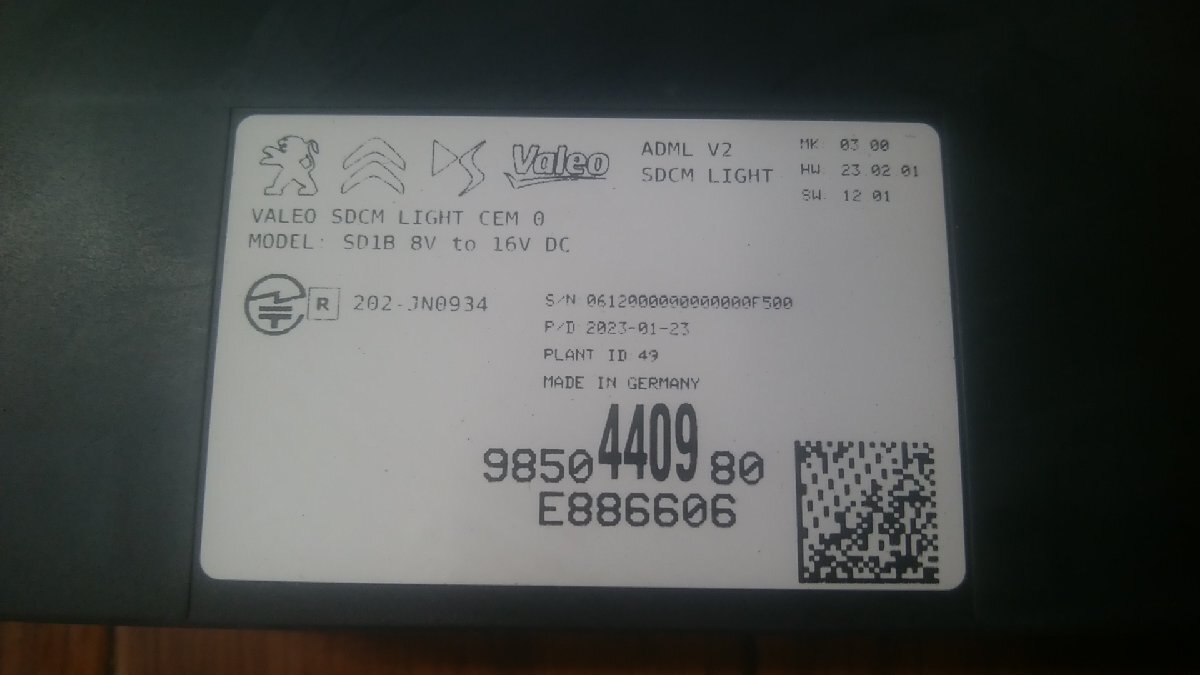 Valeo
ADML V2
SDCM LIGHT
MK 03 00
HW 23 02 01
SW 12 01
VALEO SDCM LIGHT CEM 0
MODEL: SD1B 8V to 16V DC
R 202-JN0934
S/N 0612000000000000F500
P/D 2023-01-23
PLANT ID 49
MADE IN GERMANY
98504440980
E886606